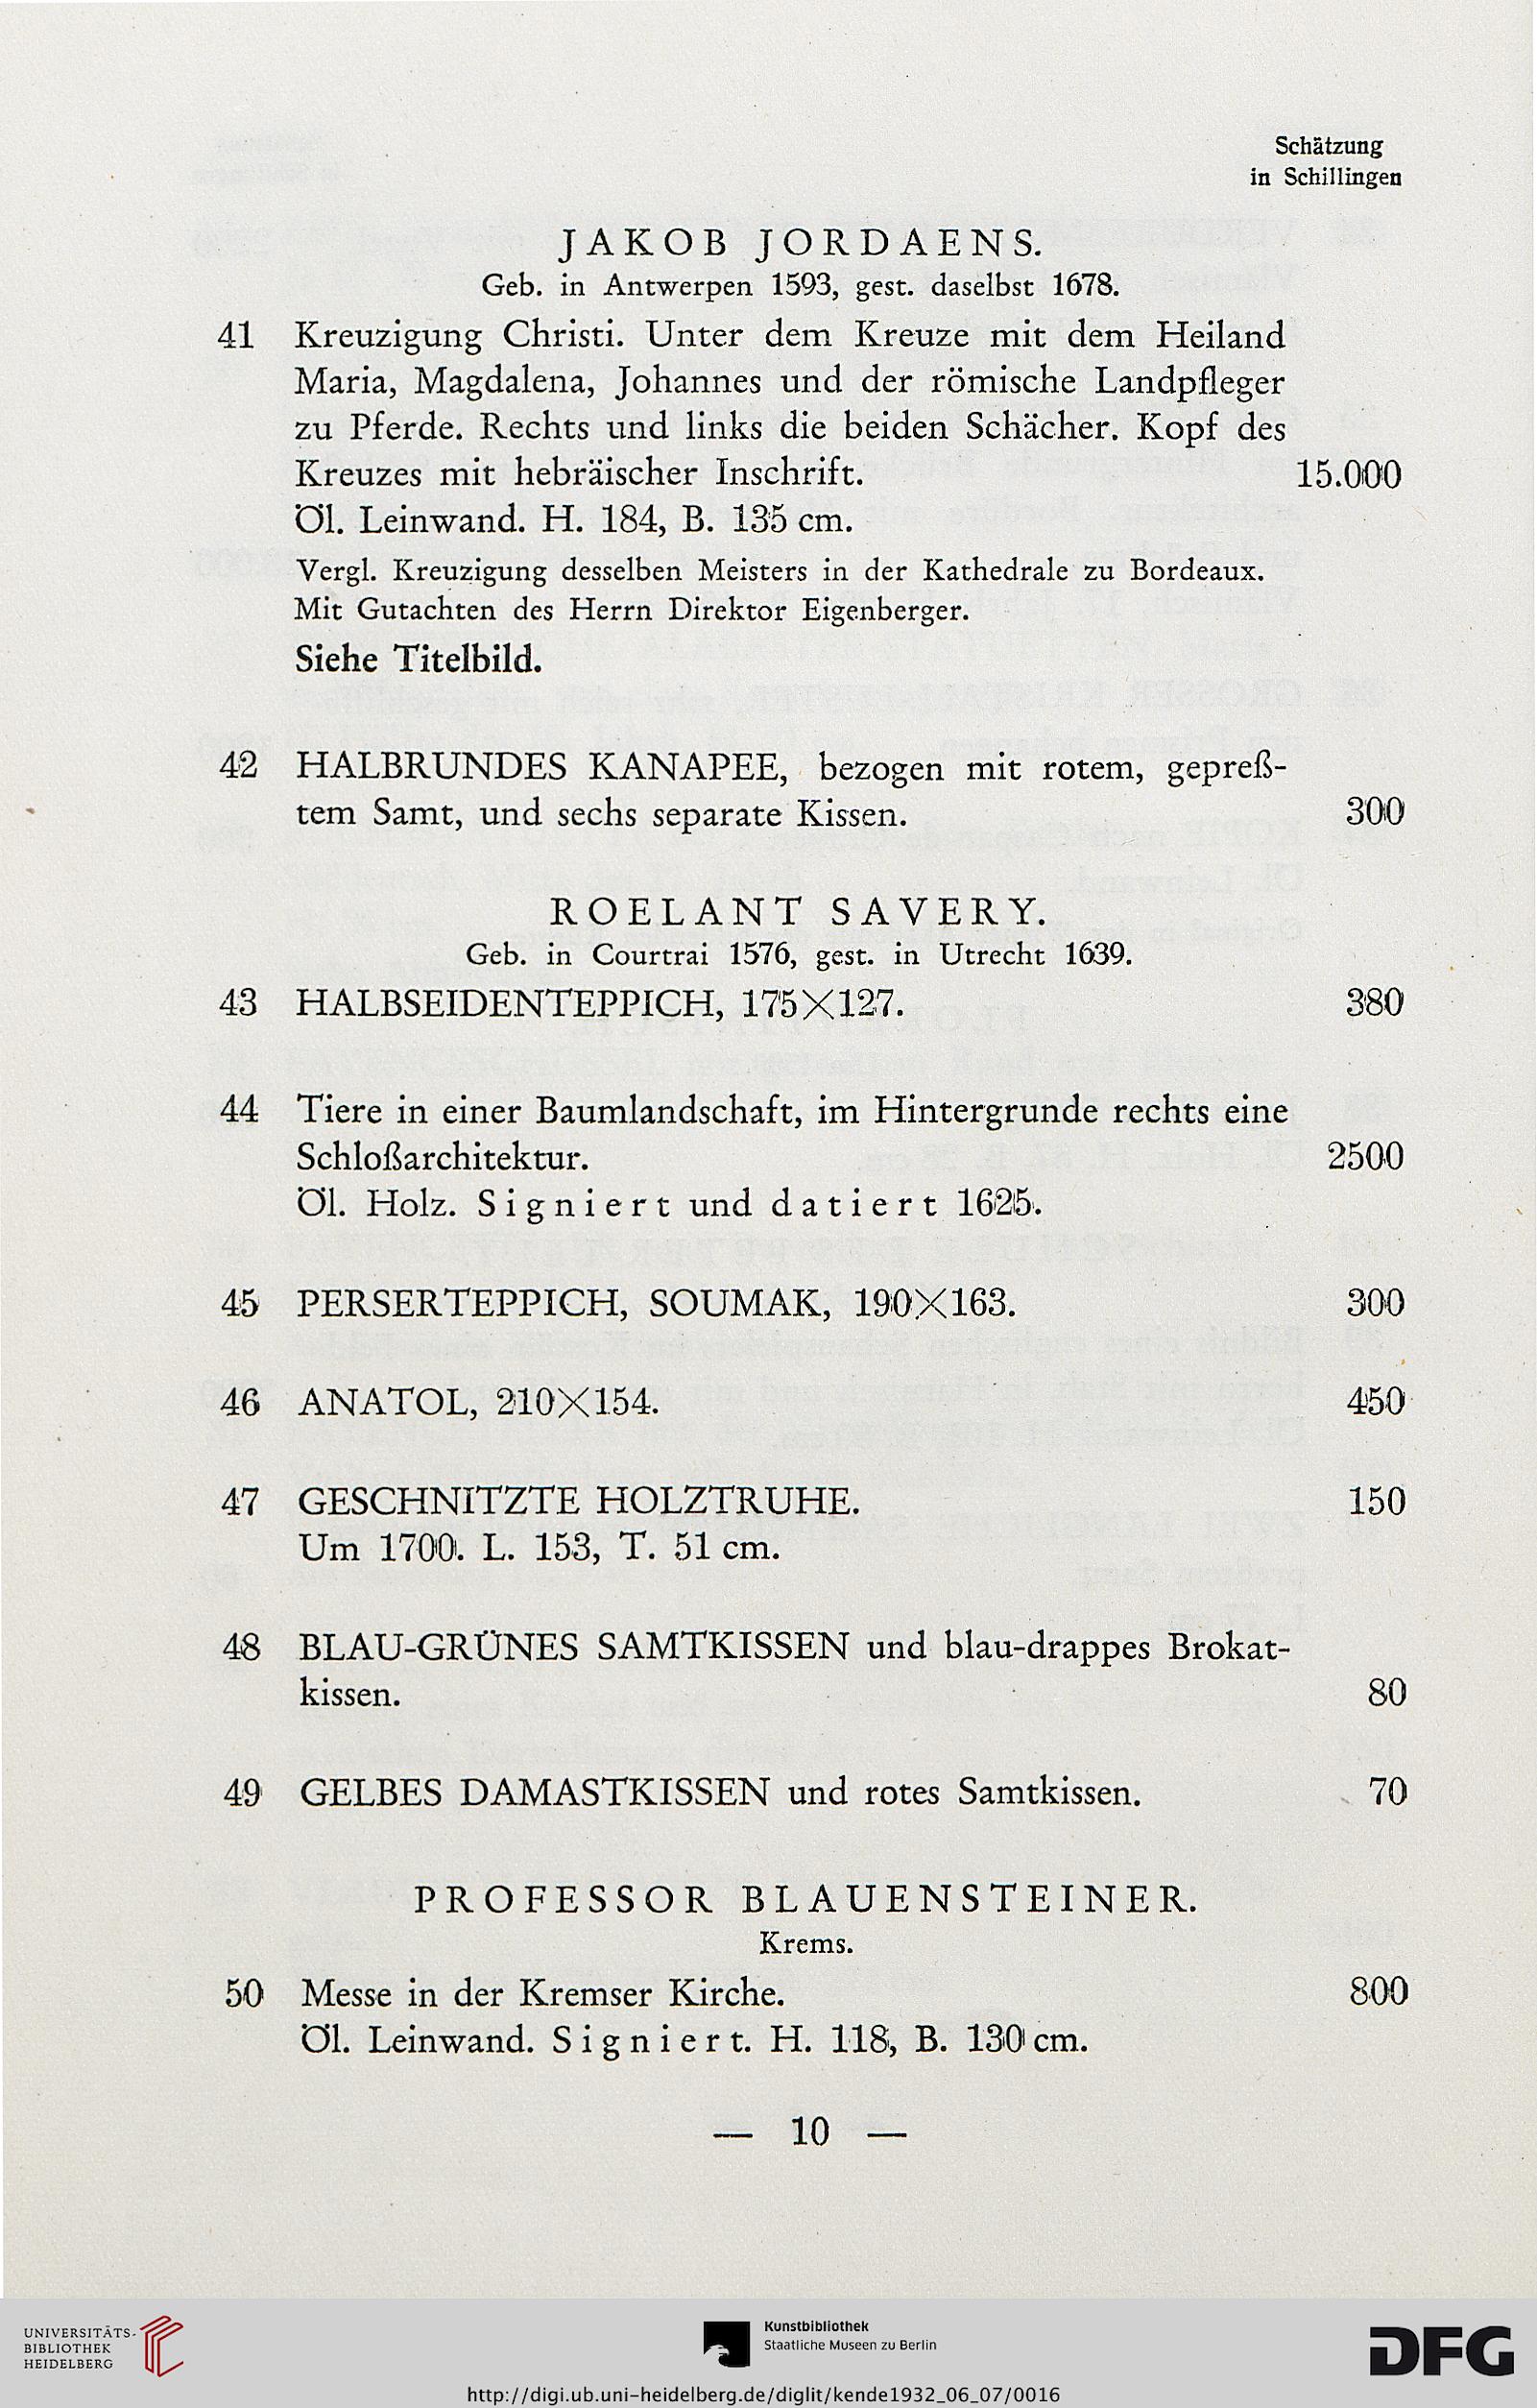 Schätzung
in Schillingen
JAKOB JORDAENS.
Geb. in Antwerpen 1593, gest. daselbst 1678.
41 Kreuzigung Christi. Unter dem Kreuze mit dem Heiland
Maria, Magdalena, Johannes und der römische Landpfleger
zu Pferde. Rechts und links die beiden Schächer. Kopf des
Kreuzes mit hebräischer Inschrift. 15.000
Öl. Leinwand. H. 184, B. 135 cm.
Vergl. Kreuzigung desselben Meisters in der Kathedrale zu Bordeaux.
Mit Gutachten des Herrn Direktor Eigenberger.
Siehe Titelbild.
42 HALBRUNDES KANAPEE, bezogen mit rotem, gepreß-
tem Samt, und sechs separate Kissen. 300
ROELANT SAVERY.
Geb. in Courtrai 1576, gest. in Utrecht 1639.
43 HALBSEIDENTEPPICH, 175×127. 380
44 Tiere in einer Baumlandschaft, im Hintergrunde rechts eine
Schloßarchitektur. 2500
Öl. Holz. Signiert und datiert 1625.
45 PERSERTEPPICH, SOUMAK, 190×163. 300
46 ANATOL, 210×154. 450
47 GESCHNITZTE HOLZTRUHE. 150
Um 1700. L. 153, T. 51 cm.
48 BLAU-GRÜNES SAMTKISSEN und blau-drappes Brokat-
kissen. 80
49 GELBES DAMASTKISSEN und rotes Samtkissen. 70
PROFESSOR BLAUENSTEINER.
Krems.
50 Messe in der Kremser Kirche. 800
Öl. Leinwand. Signiert. H. 118, B. 130 cm.
— 10 —
UNIVERSITÄTS-
BIBLIOTHEK
HEIDELBERG
Kunstbibliothek
Staatliche Museen zu Berlin
DFG
http://digi.ub.uni-heidelberg.de/diglit/kende1932_06_07/0016